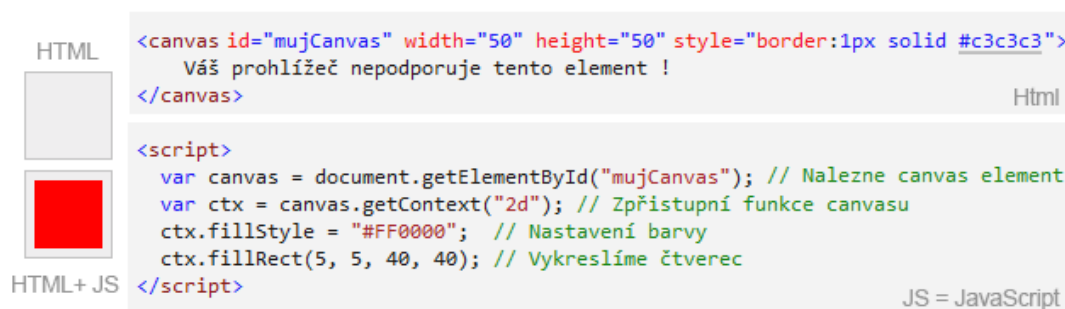 HTML
<canvas id="mujCanvas" width="50" height="50" style="border:1px solid #c3c3c3">
Váš prohlížeč nepodporuje tento element !
</canvas>
Html
<script>
var canvas = document.getElementById("mujCanvas"); // Nalezne canvas element
var ctx = canvas.getContext("2d"); // Zpřistupní funkce canvasu
ctx.fillStyle = "#FF0000"; // Nastavení barvy
ctx.fillRect(5, 5, 40, 40); // Vykreslíme čtverec
HTML+ JS
</script>
JS = JavaScript